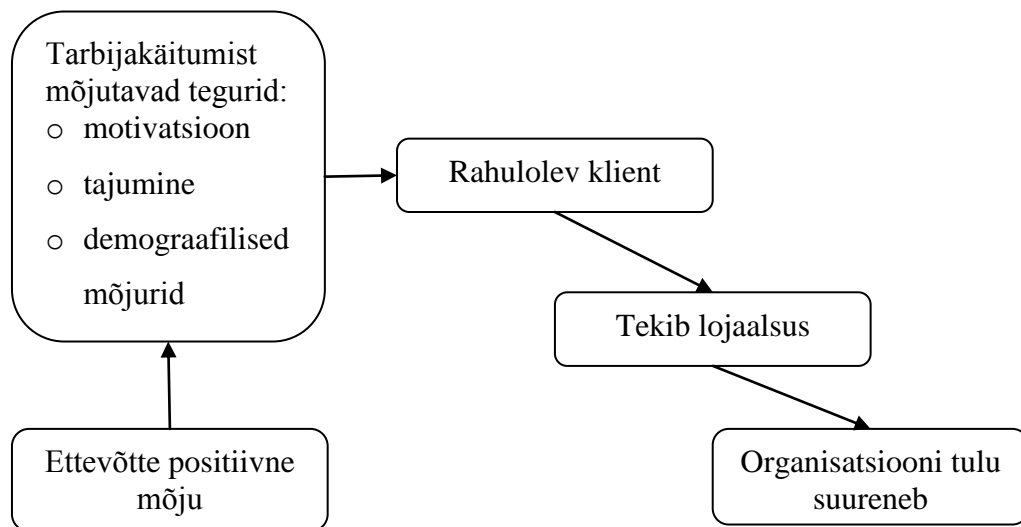 Tarbijakäitumist
mõjutavad tegurid:
o motivatsioon
o tajumine
o demograafilised
mõjurid
Rahulolev klient
Tekib lojaalsus
Ettevõtte positiivne
mõju
Organisatsiooni tulu
suureneb